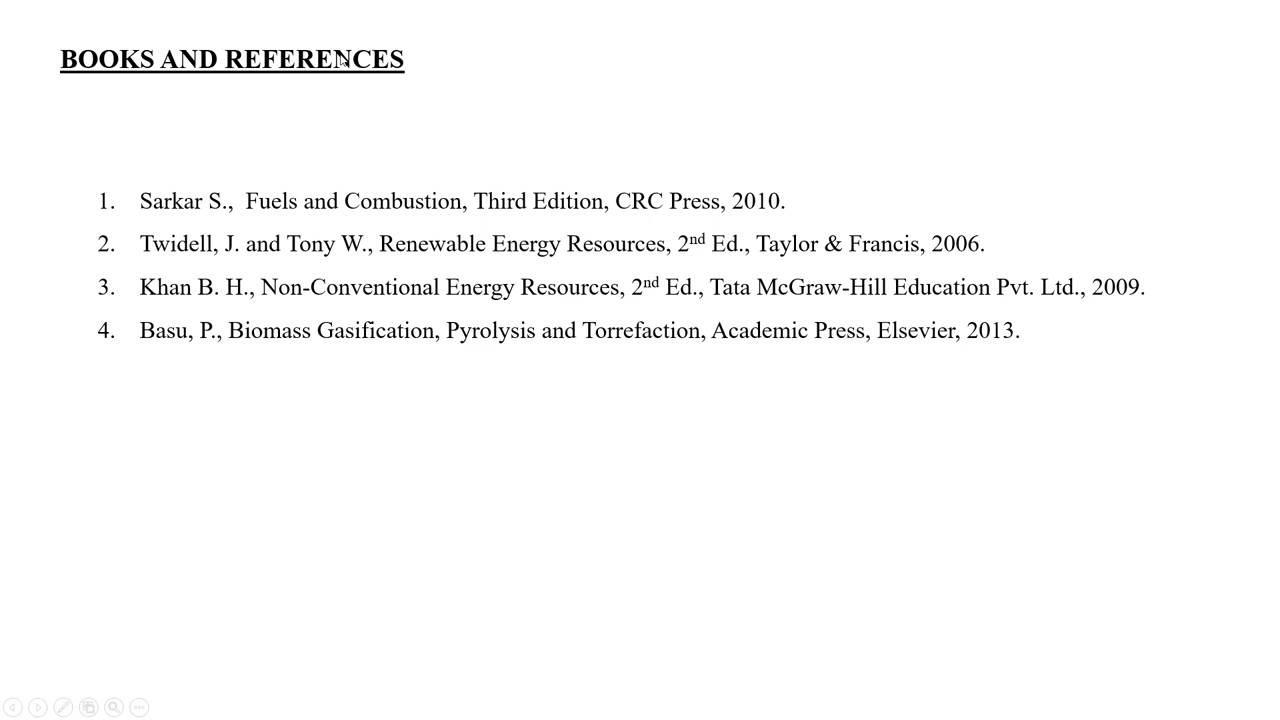 BOOKS AND REFERENCES
1. Sarkar S., Fuels and Combustion, Third Edition, CRC Press, 2010.
2. Twidell, J. and Tony W., Renewable Energy Resources, 2nd Ed., Taylor & Francis, 2006.
3. Khan B. H., Non-Conventional Energy Resources, 2nd Ed., Tata McGraw-Hill Education Pvt. Ltd., 2009.
4. Basu, P., Biomass Gasification, Pyrolysis and Torrefaction, Academic Press, Elsevier, 2013.